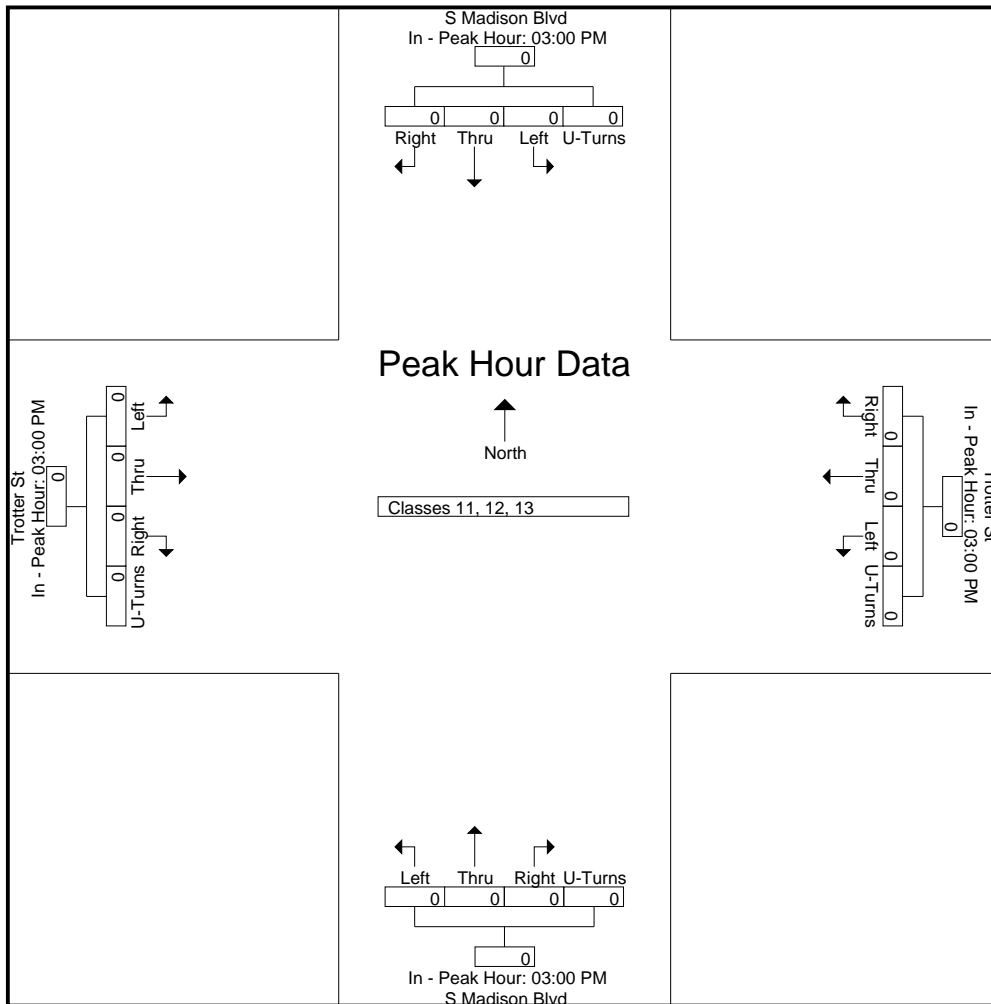 S Madison Blvd
In - Peak Hour: 03:00 PM
0
0 0 0 0
Right Thru Left U-Turns
Peak Hour Data
North
Classes 11, 12, 13
Trotter St
In - Peak Hour: 03:00 PM
0
0 0 0 0
Left Thru Right U-Turns
Trotter St
In - Peak Hour: 03:00 PM
0
0 0 0 0
Right Thru Left U-Turns
Left Thru Right U-Turns
0 0 0 0
0
In - Peak Hour: 03:00 PM
S Madison Blvd